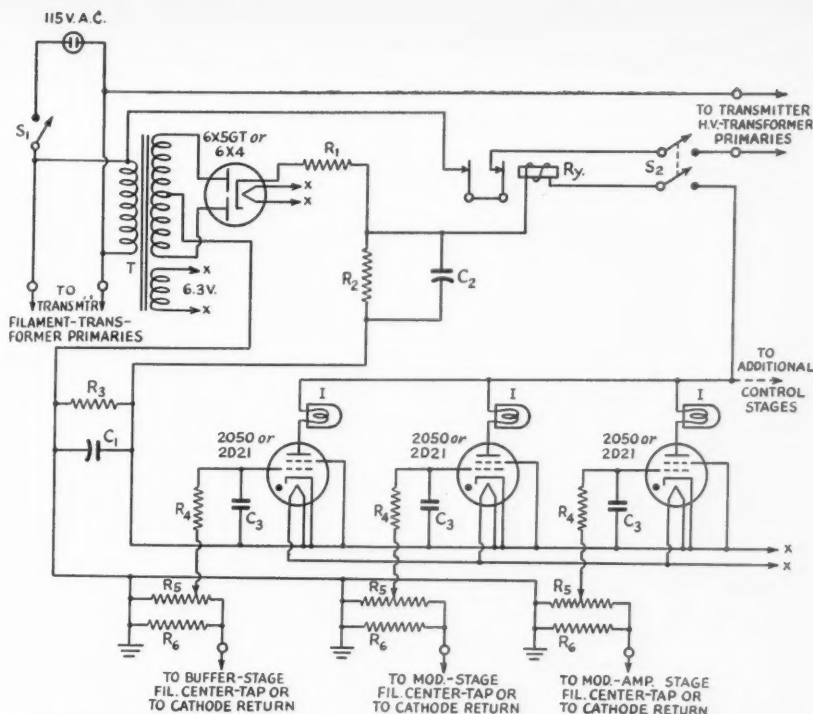 115 V. A.C.
S1
6X5GT or
6X4
R1
X
X
TO TRANSMITTER
H.V.-TRANSFORMER
PRIMARIES
Ry.
S2
T
R2
C2
6.3V.
X
X
TO
TRANSMTR
FILAMENT-TRANS-
FORMER PRIMARIES
R3
C1
I
I
I
TO
ADDITIONAL
CONTROL
STAGES
2050 or
2D21
2050 or
2D21
2050 or
2D21
R4
C3
R4
C3
R4
C3
X
X
R5
R6
R5
R6
R5
R6
TO BUFFER-STAGE
FIL. CENTER-TAP OR
TO CATHODE RETURN
TO MOD.-STAGE
FIL. CENTER-TAP OR
TO CATHODE RETURN
TO MOD.-AMP. STAGE
FIL. CENTER-TAP OR
TO CATHODE RETURN